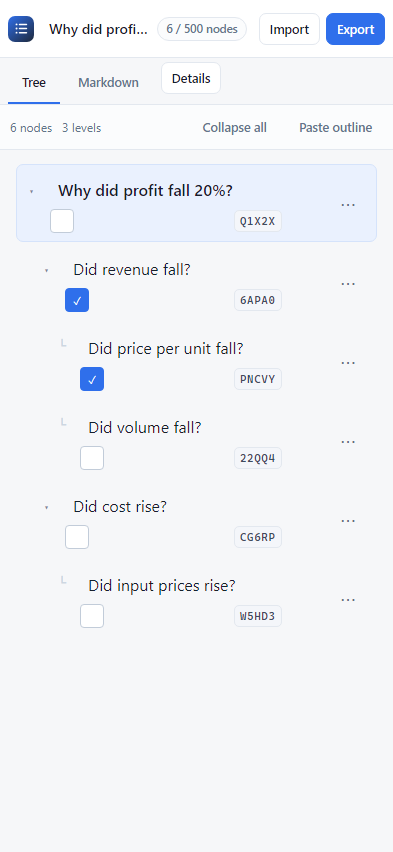 Why did profi... 6 / 500 nodes Import Export
Tree Markdown Details
6 nodes 3 levels Collapse all Paste outline
Why did profit fall 20%?
Q1X2X
Did revenue fall?
6APA0
Did price per unit fall?
PNCVY
Did volume fall?
22QQ4
Did cost rise?
CG6RP
Did input prices rise?
W5HD3